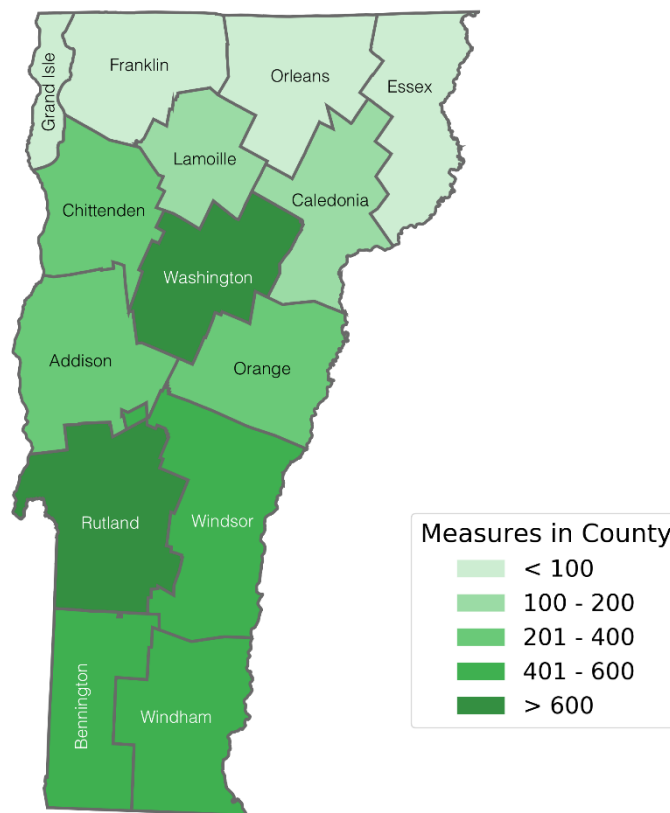 Grand Isle
Franklin
Orleans
Essex
Lamoille
Caledonia
Chittenden
Washington
Addison
Orange
Rutland
Windsor
Bennington
Windham
Measures in County
< 100
100 - 200
201 - 400
401 - 600
> 600